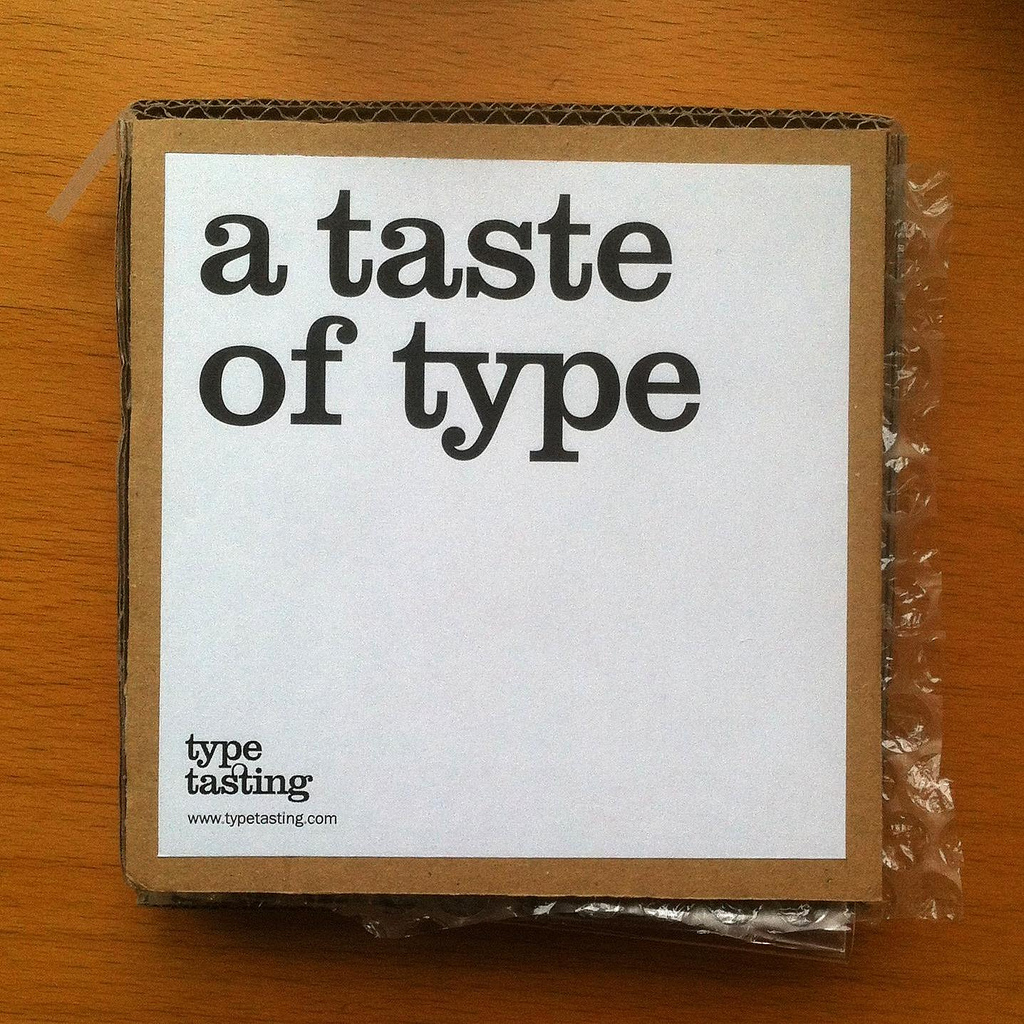 a taste
of type
type
tasting
www.typetasting.com